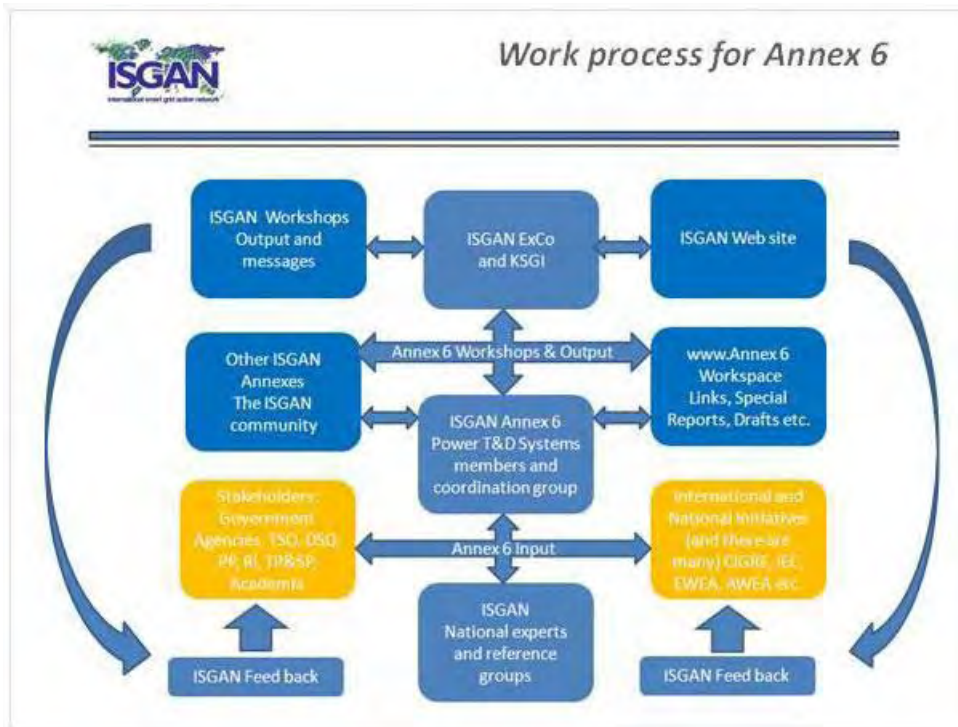 ISGAN
international smart grid action network
Work process for Annex 6
ISGAN Workshops
Output and
messages
ISGAN ExCo
and KSGI
ISGAN Web site
Annex 6 Workshops & Output
Other ISGAN
Annexes
The ISGAN
community
www.Annex 6
Workspace
Links, Special
Reports, Drafts etc.
ISGAN Annex 6
Power T&D Systems
members and
coordination group
Stakeholders:
Government
Agencies, TSO, DSO,
PP, RI, TP&SP,
Academia
International and
National Initiatives
(and there are
many) CIGRE, IEC,
EWEA, AWEA etc.
Annex 6 Input
ISGAN
National experts
and reference
groups
ISGAN Feed back
ISGAN Feed back